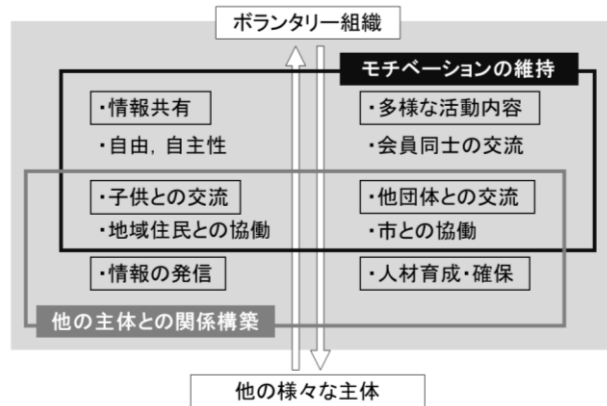 ボランタリー組織
モチベーションの維持
・情報共有
・多様な活動内容
・自由，自主性
・会員同士の交流
・子供との交流
・他団体との交流
・地域住民との協働
・市との協働
・情報の発信
・人材育成・確保
他の主体との関係構築
他の様々な主体